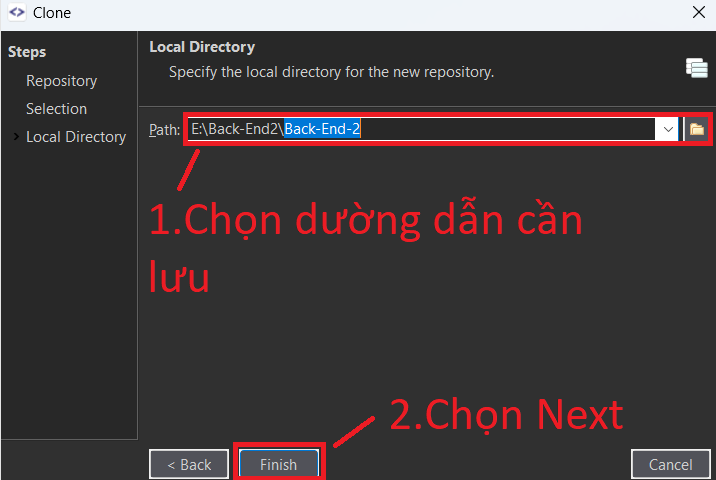 Clone
Steps
Repository
Selection
Local Directory
Local Directory
Specify the local directory for the new repository.
Path: E:\Back-End2\Back-End-2
1.Chọn dường dẫn cần
lưu
2.Chọn Next
< Back Finish Cancel